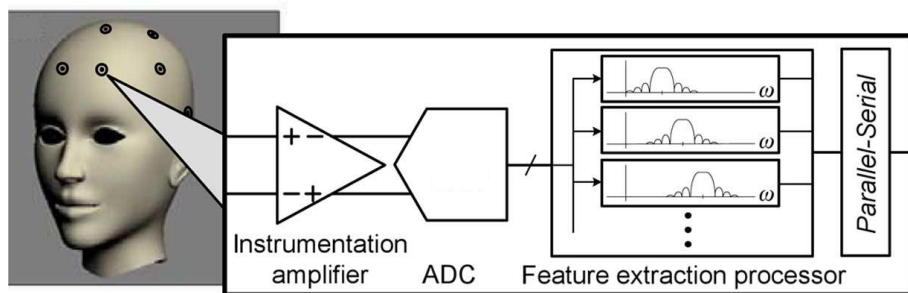 + −
− +
ω
ω
ω
Instrumentation
amplifier
ADC
Feature extraction processor
Parallel-Serial